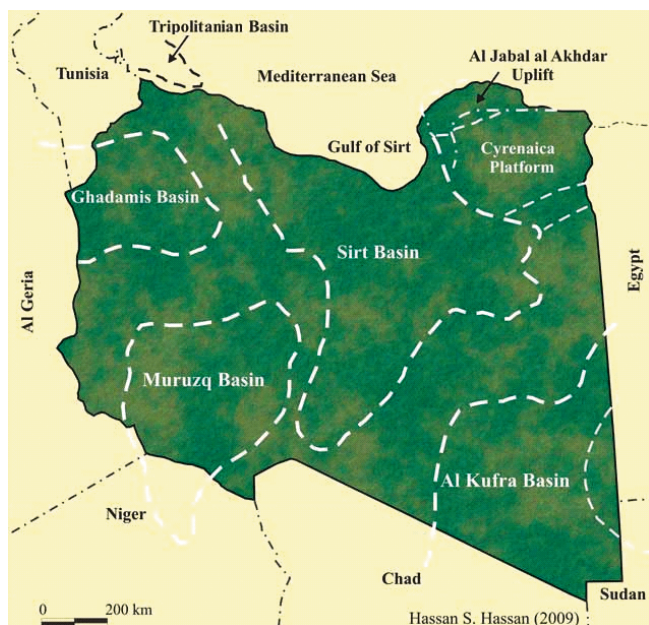 Tripolitanian Basin
Tunisia
Mediterranean Sea
Al Jabal al Akhdar
Uplift
Gulf of Sirt
Cyrenaica
Platform
Ghadamis Basin
Sirt Basin
Egypt
Al Geria
Muruzq Basin
Al Kufra Basin
Niger
Chad
Sudan
0 200 km
Hassan S. Hassan (2009)